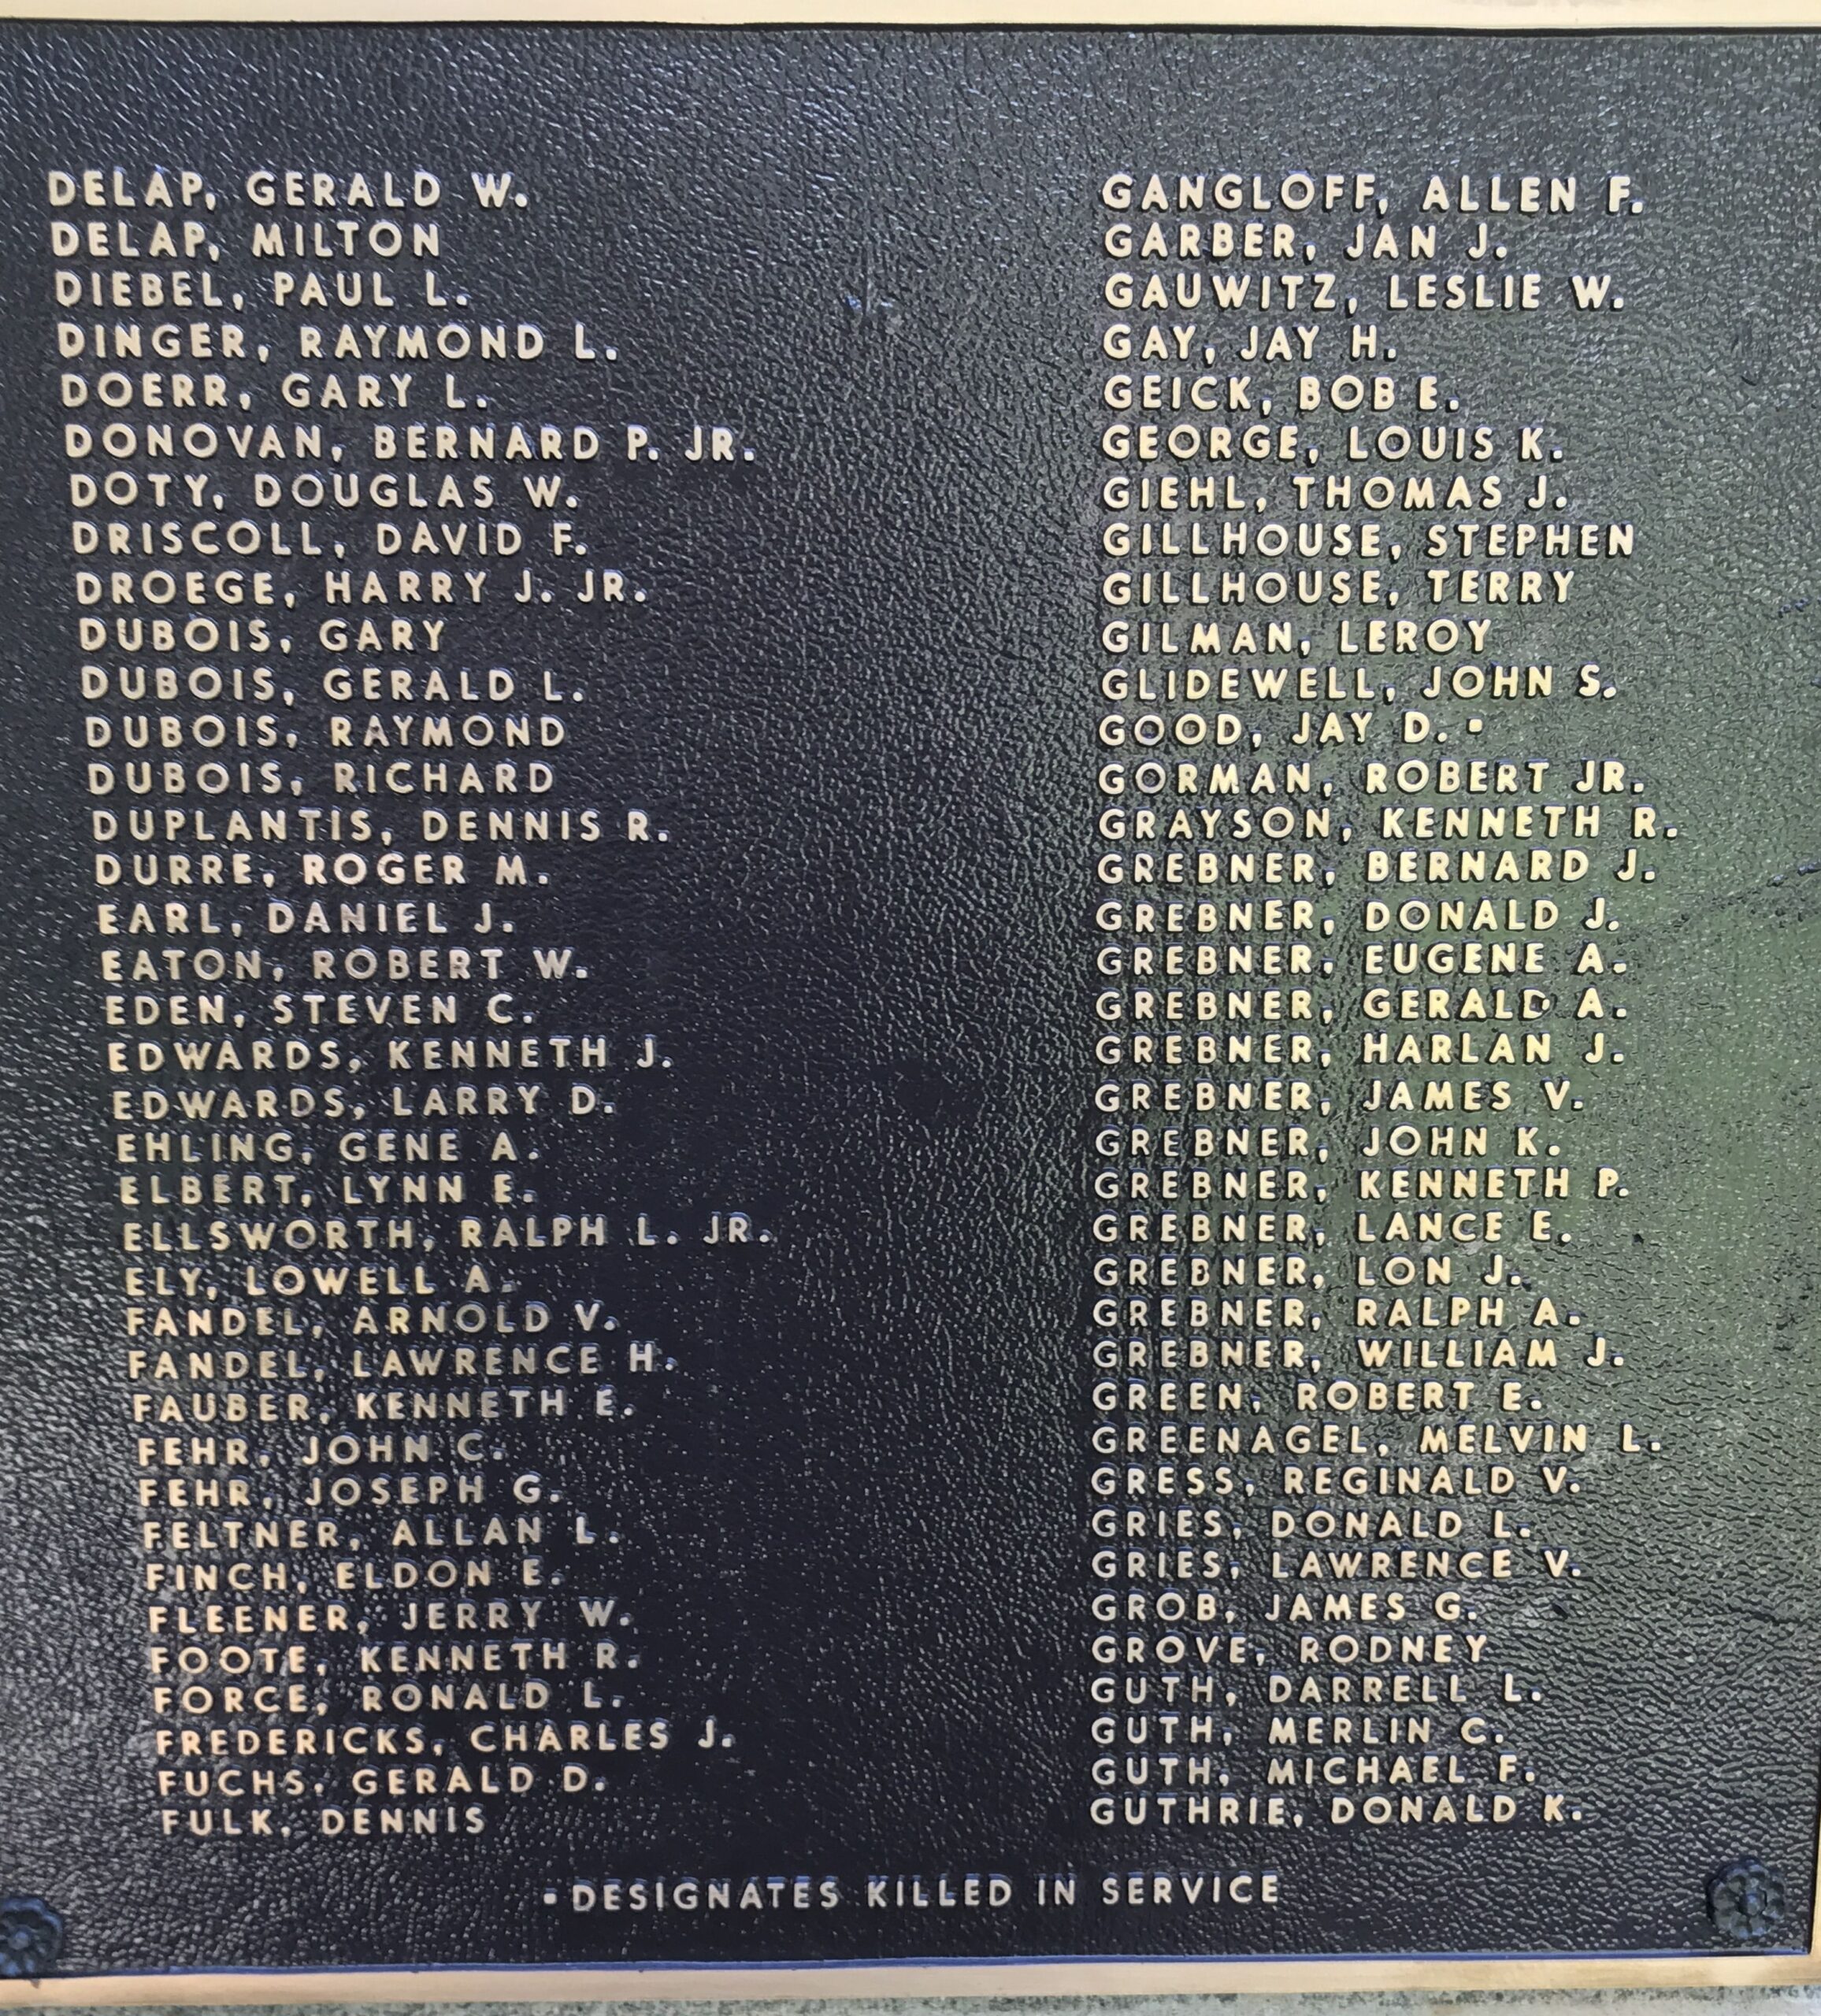 DELAP, GERALD W.
DELAP, MILTON
DIEBEL, PAUL L.
DINGER, RAYMOND L.
DOERR, GARY L.
DONOVAN, BERNARD P. JR.
DOTY, DOUGLAS W.
DRISCOLL, DAVID F.
DROEGE, HARRY J. JR.
DUBOIS, GARY
DUBOIS, GERALD L.
DUBOIS, RAYMOND
DUBOIS, RICHARD
DUPLANTIS, DENNIS R.
DURRE, ROGER M.
EARL, DANIEL J.
EATON, ROBERT W.
EDEN, STEVEN C.
EDWARDS, KENNETH J.
EDWARDS, LARRY D.
EHLING, GENE A.
ELBERT, LYNN E.
ELLSWORTH, RALPH L. JR.
ELY, LOWELL A.
FANDEL, ARNOLD V.
FANDEL, LAWRENCE H.
FAUBER, KENNETH E.
FEHR, JOHN C.
FEHR, JOSEPH G.
FELTNER, ALLAN L.
FINCH, ELDON E.
FLEENER, JERRY W.
FOOTE, KENNETH R.
FORCE, RONALD L.
FREDERICKS, CHARLES J.
FUCHS, GERALD D.
FULK, DENNIS
GANGLOFF, ALLEN F.
GARBER, JAN J.
GAUWITZ, LESLIE W.
GAY, JAY H.
GEICK, BOB E.
GEORGE, LOUIS K.
GIEHL, THOMAS J.
GILLHOUSE, STEPHEN
GILLHOUSE, TERRY
GILMAN, LEROY
GLIDEWELL, JOHN S.
GOOD, JAY D. ▪
GORMAN, ROBERT JR.
GRAYSON, KENNETH R.
GREBNER, BERNARD J.
GREBNER, DONALD J.
GREBNER, EUGENE A.
GREBNER, GERALD A.
GREBNER, HARLAN J.
GREBNER, JAMES V.
GREBNER, JOHN K.
GREBNER, KENNETH P.
GREBNER, LANCE E.
GREBNER, LON J.
GREBNER, RALPH A.
GREBNER, WILLIAM J.
GREEN, ROBERT E.
GREENAGEL, MELVIN L.
GRESS, REGINALD V.
GRIES, DONALD L.
GRIES, LAWRENCE V.
GROB, JAMES G.
GROVE, RODNEY
GUTH, DARRELL L.
GUTH, MERLIN C.
GUTH, MICHAEL F.
GUTHRIE, DONALD K.
▪ DESIGNATES KILLED IN SERVICE